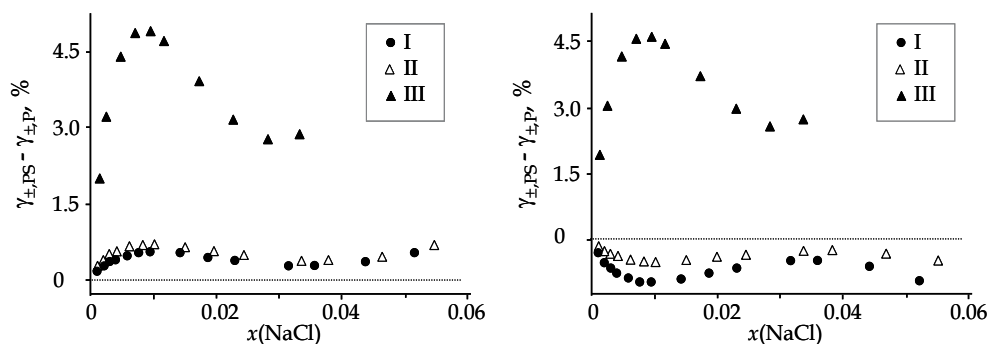 γ±,PS - γ±,P, %
4.5
3.0
1.5
0
0
0.02
0.04
0.06
x(NaCl)
I
II
III
γ±,PS - γ±,P, %
4.5
3.0
1.5
0
0
0.02
0.04
0.06
x(NaCl)
I
II
III